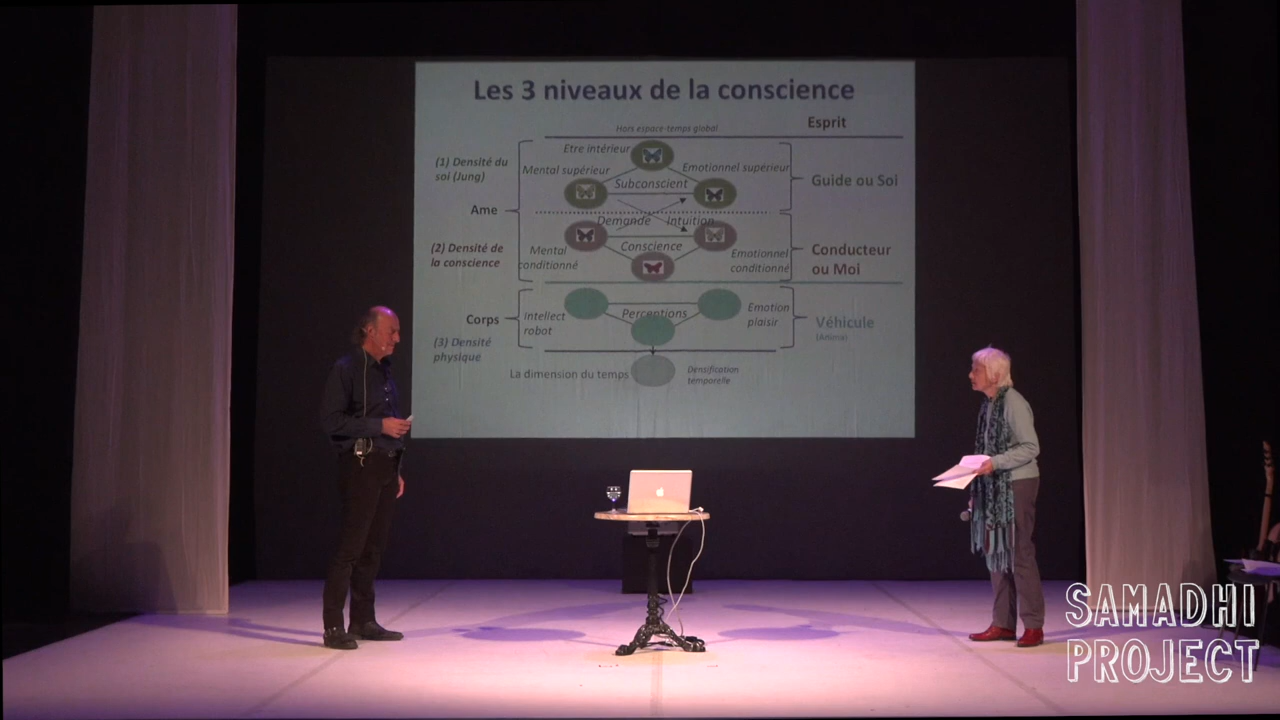 Les 3 niveaux de la conscience
Esprit
Hors espace-temps global
Etre intérieur
(1) Densité du
soi (Jung)
Mental supérieur
Emotionnel supérieur
Subconscient
Guide ou Soi
Ame
Demande
Intuition
(2) Densité de
la conscience
Mental
conditionné
Conscience
Emotionnel
conditionné
Conducteur
ou Moi
Corps
Intellect
robot
Perceptions
Emotion
plaisir
Véhicule
(3) Densité
physique
La dimension du temps
Densification
temporelle
SAMADHI
PROJECT